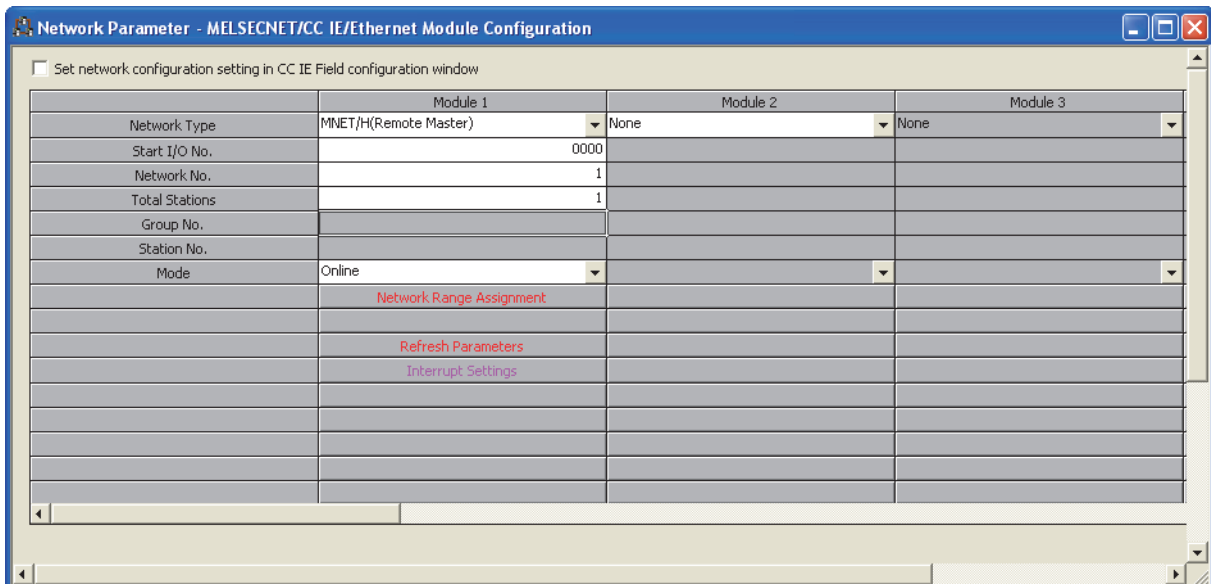 Network Parameter - MELSECNET/CC IE/Ethernet Module Configuration
Set network configuration setting in CC IE Field configuration window
Module 1 Module 2 Module 3
Network Type MNET/H(Remote Master) None None
Start I/O No. 0000
Network No. 1
Total Stations 1
Group No.
Station No.
Mode Online
Network Range Assignment
Refresh Parameters
Interrupt Settings